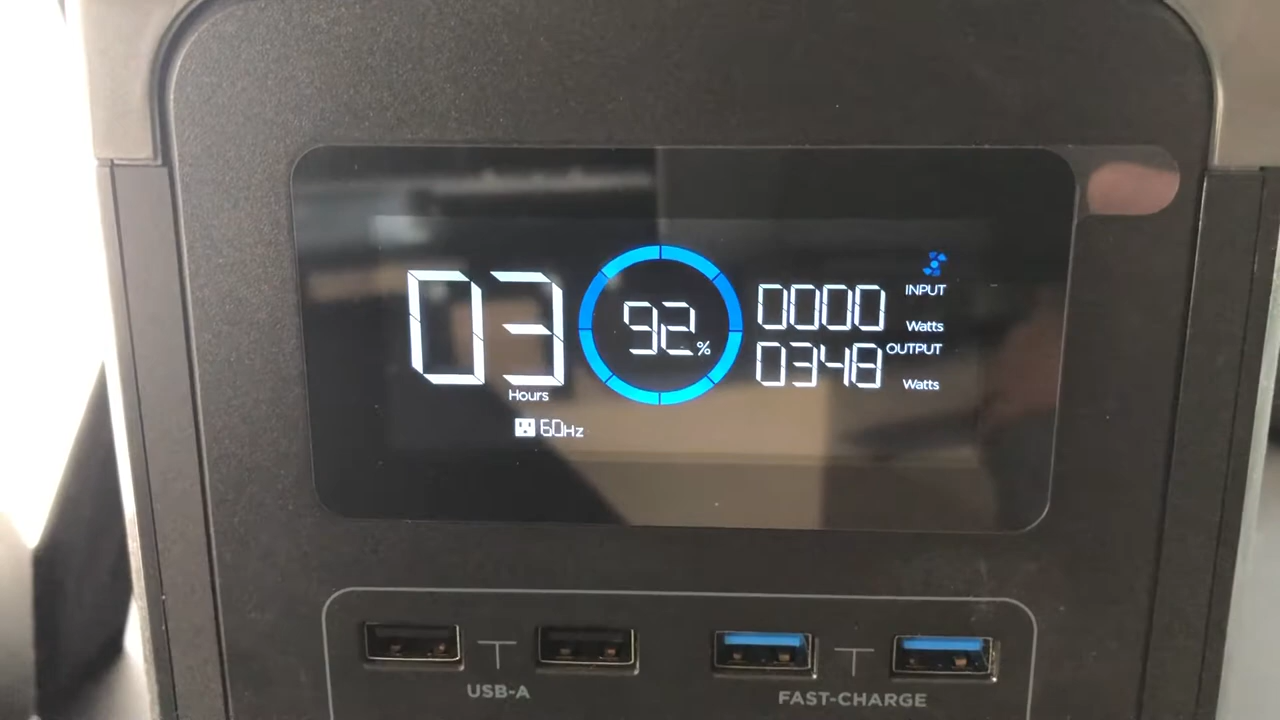 03 Hours
60Hz
92%
0000 INPUT Watts
0348 OUTPUT Watts
USB-A
FAST-CHARGE